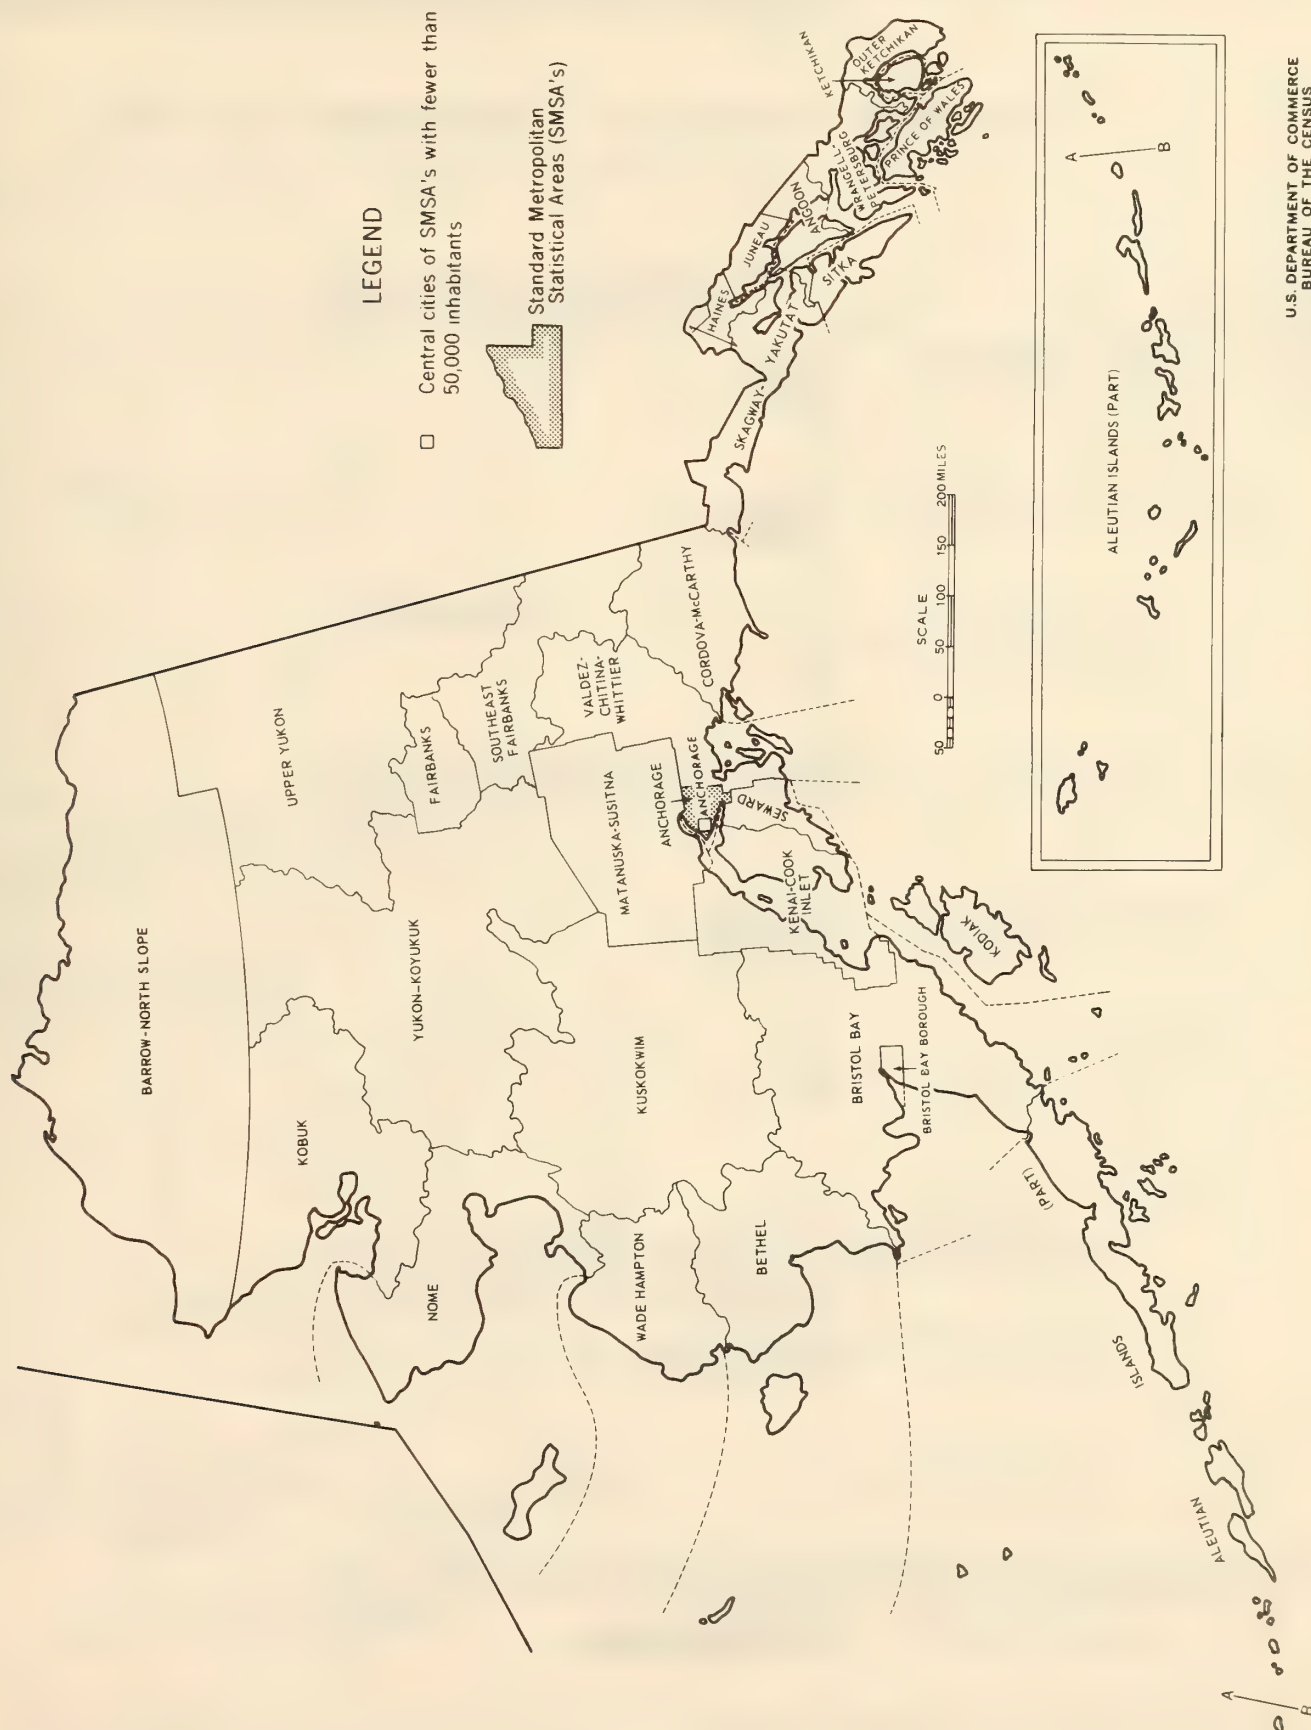 LEGEND
Central cities of SMSA's with fewer than
50,000 inhabitants
Standard Metropolitan
Statistical Areas (SMSA's)
BARROW-NORTH SLOPE
KOBUK
UPPER YUKON
YUKON-KOYUKUK
NOME
FAIRBANKS
SOUTHEAST
FAIRBANKS
WADE HAMPTON
KUSKOKWIM
MATANUSKA-SUSITNA
VALDEZ-
CHITINA-
WHITTIER
BETHEL
ANCHORAGE
ANCHORAGE
CORDOVA-McCARTHY
SEWARD
KENAI-COOK
INLET
BRISTOL BAY
BRISTOL BAY BOROUGH
KODIAK
SKAGWAY-
YAKUTAT
HAINES
JUNEAU
SITKA
ANGOON
WRANGELL-
PETERSBURG
PRINCE OF WALES
KETCHIKAN
OUTER
KETCHIKAN
ALEUTIAN
ISLANDS
(PART)
A
B
SCALE
50 0 50 100 150 200 MILES
ALEUTIAN ISLANDS (PART)
A
B
U.S. DEPARTMENT OF COMMERCE
BUREAU OF THE CENSUS